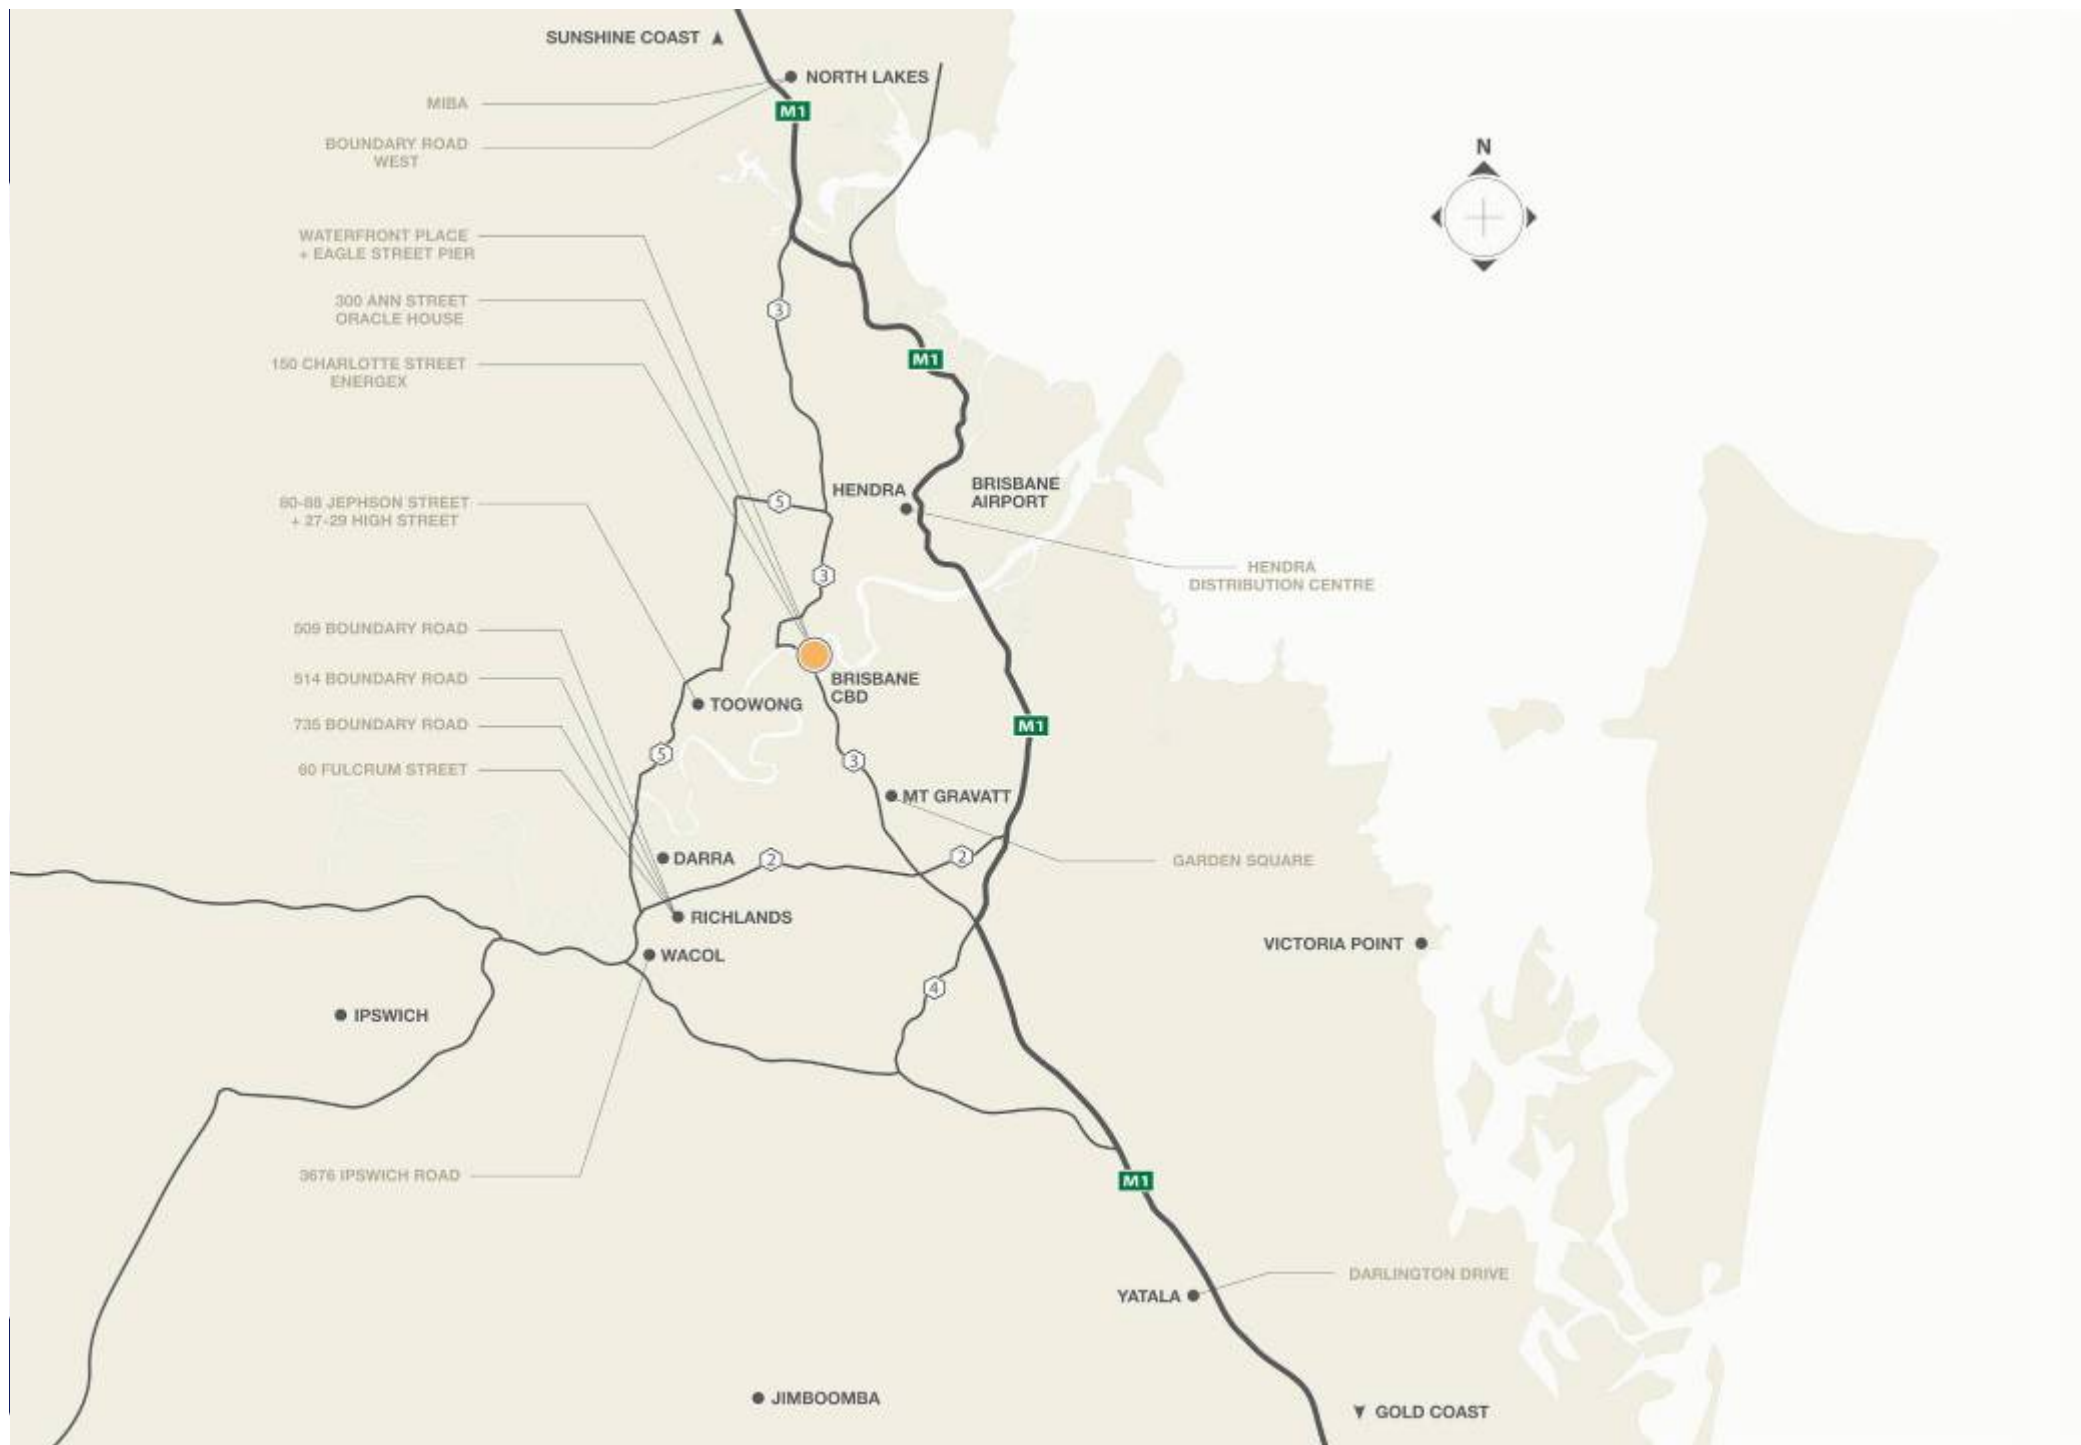 SUNSHINE COAST
NORTH LAKES
MIBA
M1
BOUNDARY ROAD
WEST
N
WATERFRONT PLACE
+ EAGLE STREET PIER
300 ANN STREET
ORACLE HOUSE
3
150 CHARLOTTE STREET
ENERGEX
M1
HENDRA
BRISBANE
AIRPORT
80-88 JEPHSON STREET
+ 27-29 HIGH STREET
5
HENDRA
DISTRIBUTION CENTRE
3
509 BOUNDARY ROAD
514 BOUNDARY ROAD
BRISBANE
CBD
TOOWONG
735 BOUNDARY ROAD
M1
5
3
60 FULCRUM STREET
MT GRAVATT
DARRA
2
2
GARDEN SQUARE
RICHLANDS
VICTORIA POINT
WACOL
4
IPSWICH
3676 IPSWICH ROAD
M1
DARLINGTON DRIVE
YATALA
JIMBOOMBA
GOLD COAST